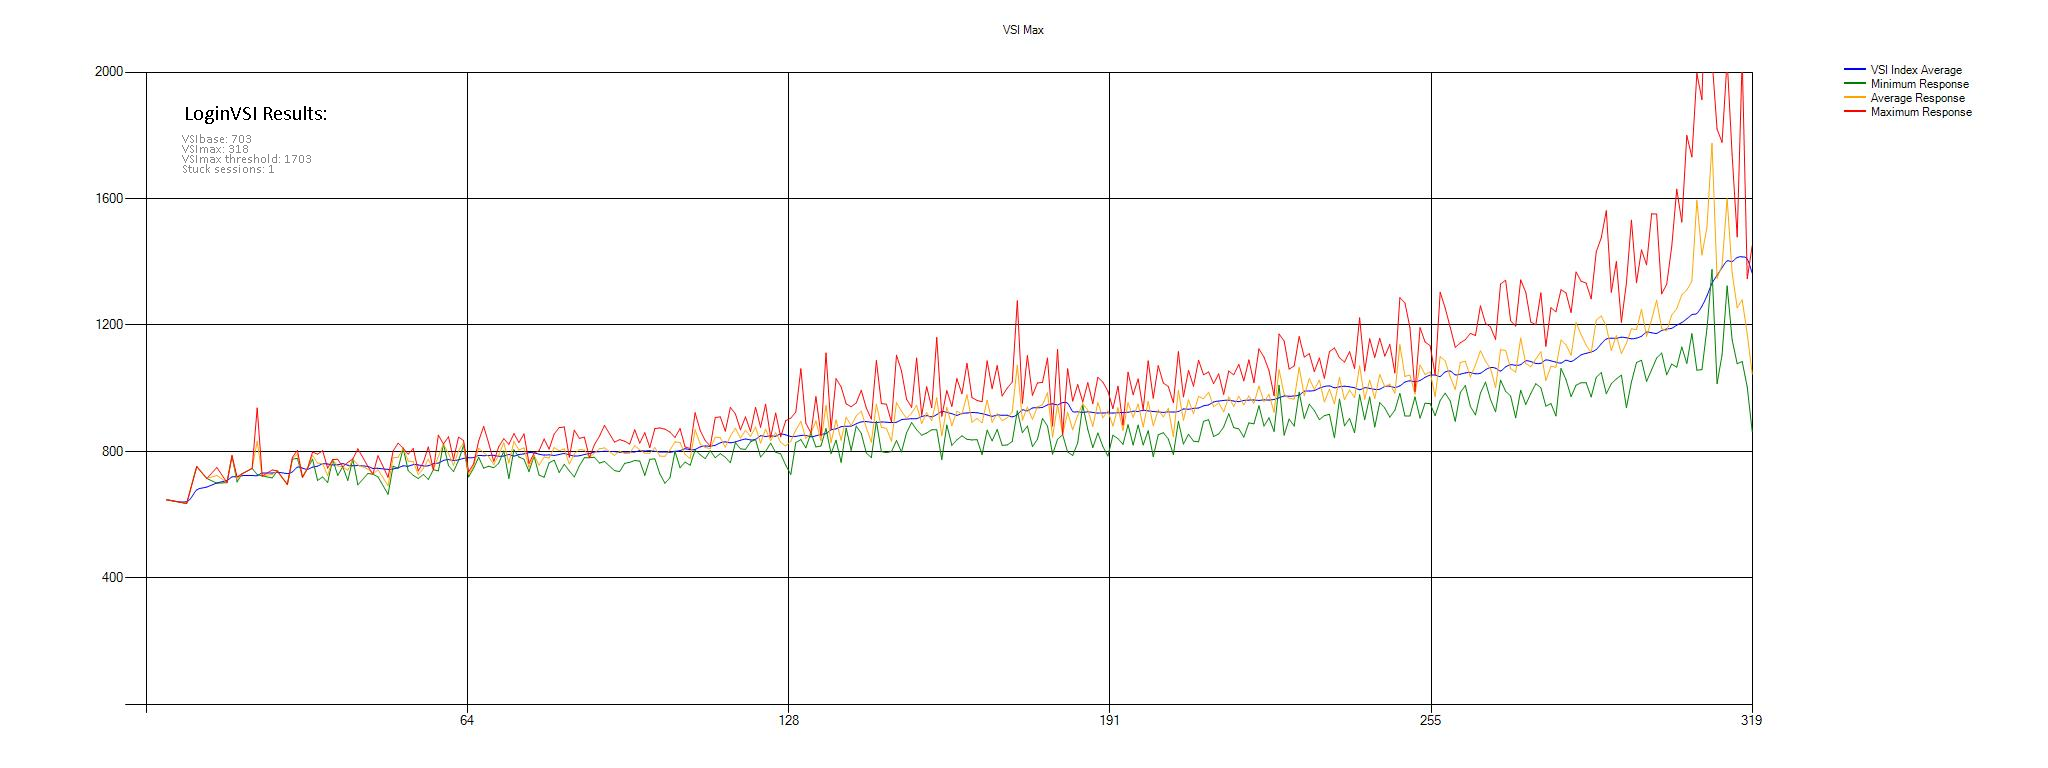 VSI Max
2000
1600
1200
800
400
64
128
191
255
319
LoginVSI Results:
VSIbase: 703
VSImax: 318
VSImax threshold: 1703
Stuck sessions: 1
VSI Index Average
Minimum Response
Average Response
Maximum Response